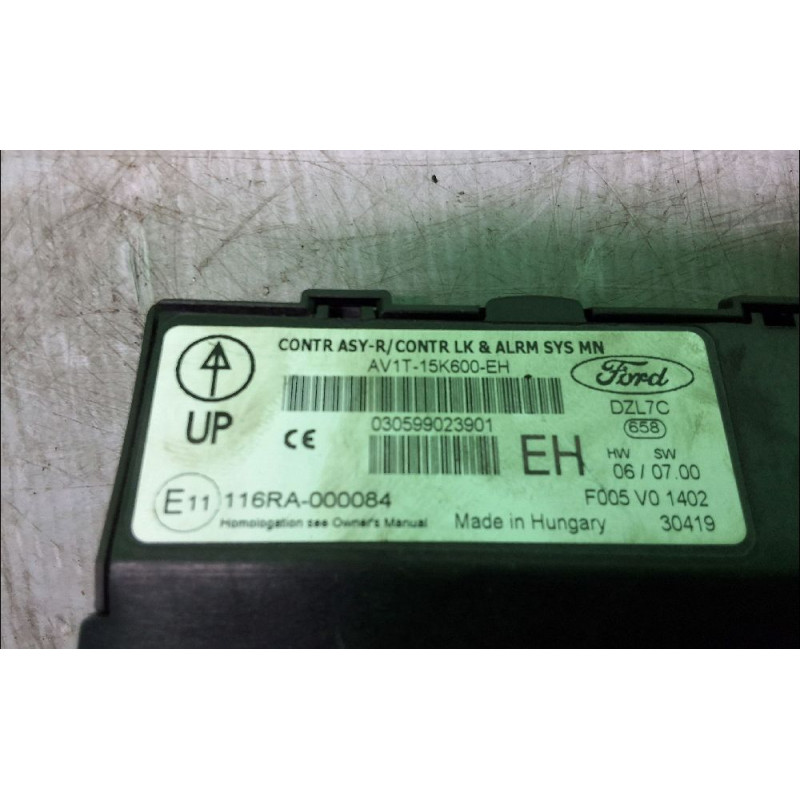 CONTR ASY-R/CONTR LK & ALRM SYS MN
AV1T-15K600-EH
Ford
UP
DZL7C
030599023901
658
CE
EH
HW SW
06 / 07.00
E11
116RA-000084
F005 V0 1402
Homologation see Owner's Manual
Made in Hungary
30419